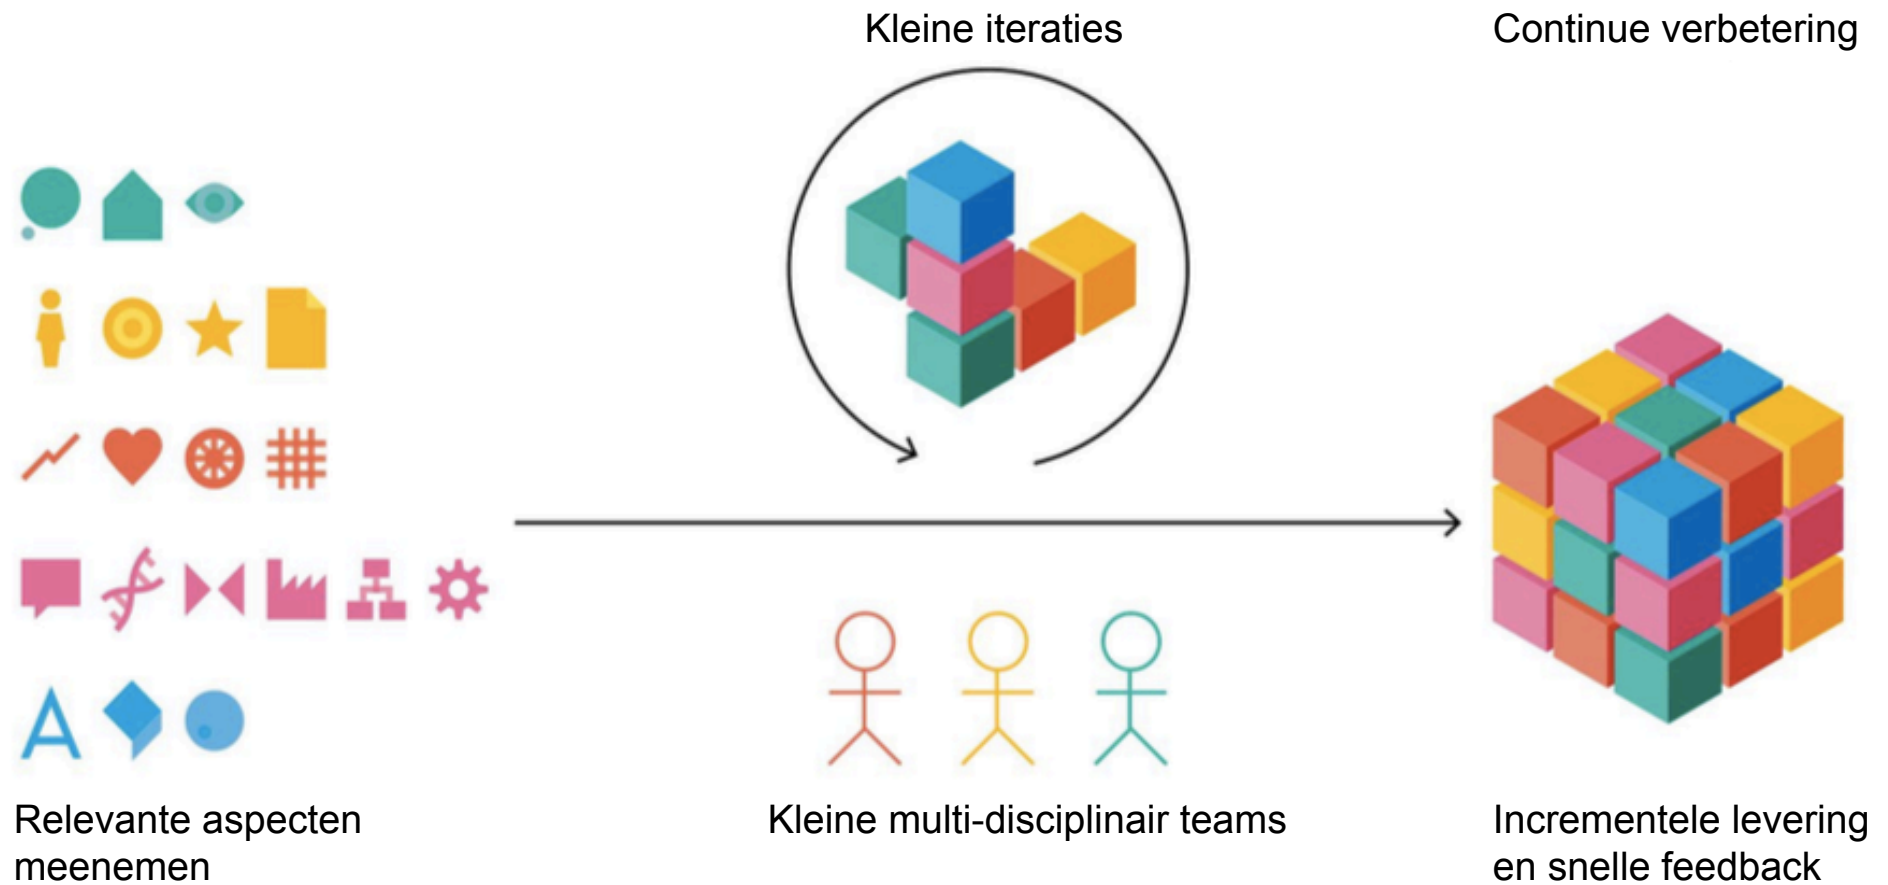 Kleine iteraties
Continue verbetering
Relevante aspecten
meenemen
Kleine multi-disciplinair teams
Incrementele levering
en snelle feedback